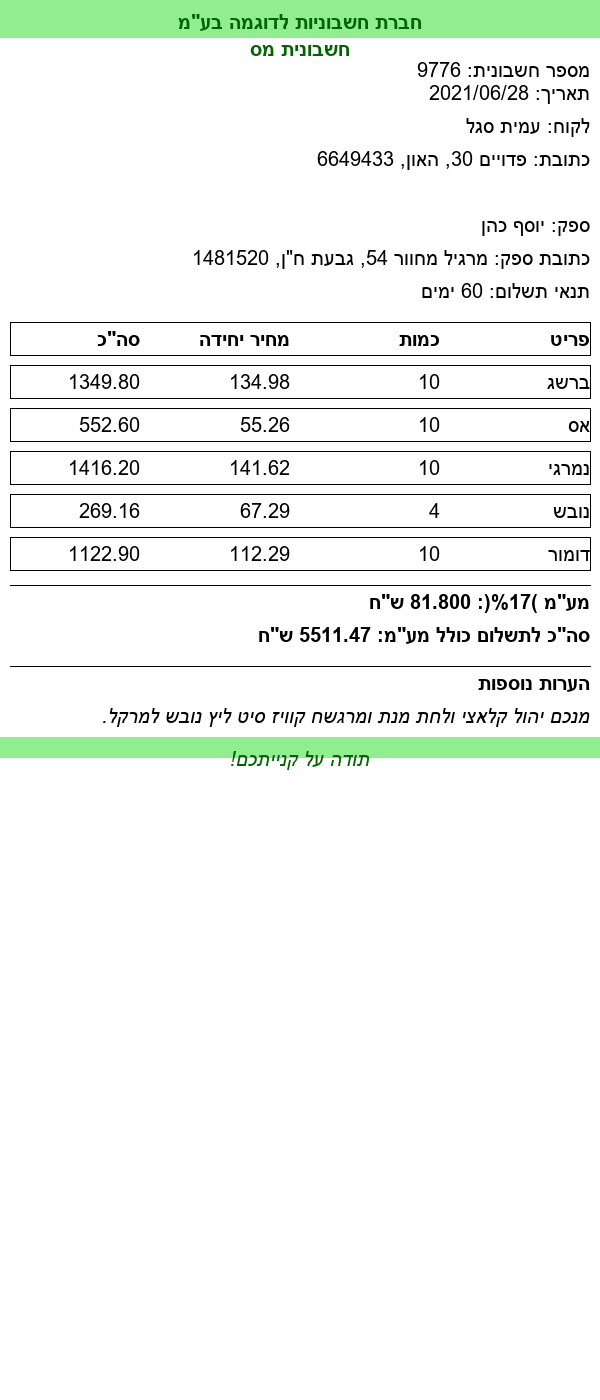 חברת חשבוניות לדוגמה בע"מ
חשבונית מס
מספר חשבונית: 9776
תאריך: 2021/06/28
לקוח: עמית סגל
כתובת: פדויים 30, האון, 6649433
ספק: יוסף כהן
כתובת ספק: מרגיל מחוור 54, גבעת ח"ן, 1481520
תנאי תשלום: 60 ימים
פריט כמות מחיר יחידה סה"כ
ברשג 10 134.98 1349.80
אס 10 55.26 552.60
נמרגי 10 141.62 1416.20
נובש 4 67.29 269.16
דומור 10 112.29 1122.90
מע"מ )17%(: 81.800 ש"ח
סה"כ לתשלום כולל מע"מ: 5511.47 ש"ח
הערות נוספות
מנכם יהול קלאצי ולחת מנת ומרגשח קוויז סיט ליץ נובש למרקל.
תודה על קנייתכם!